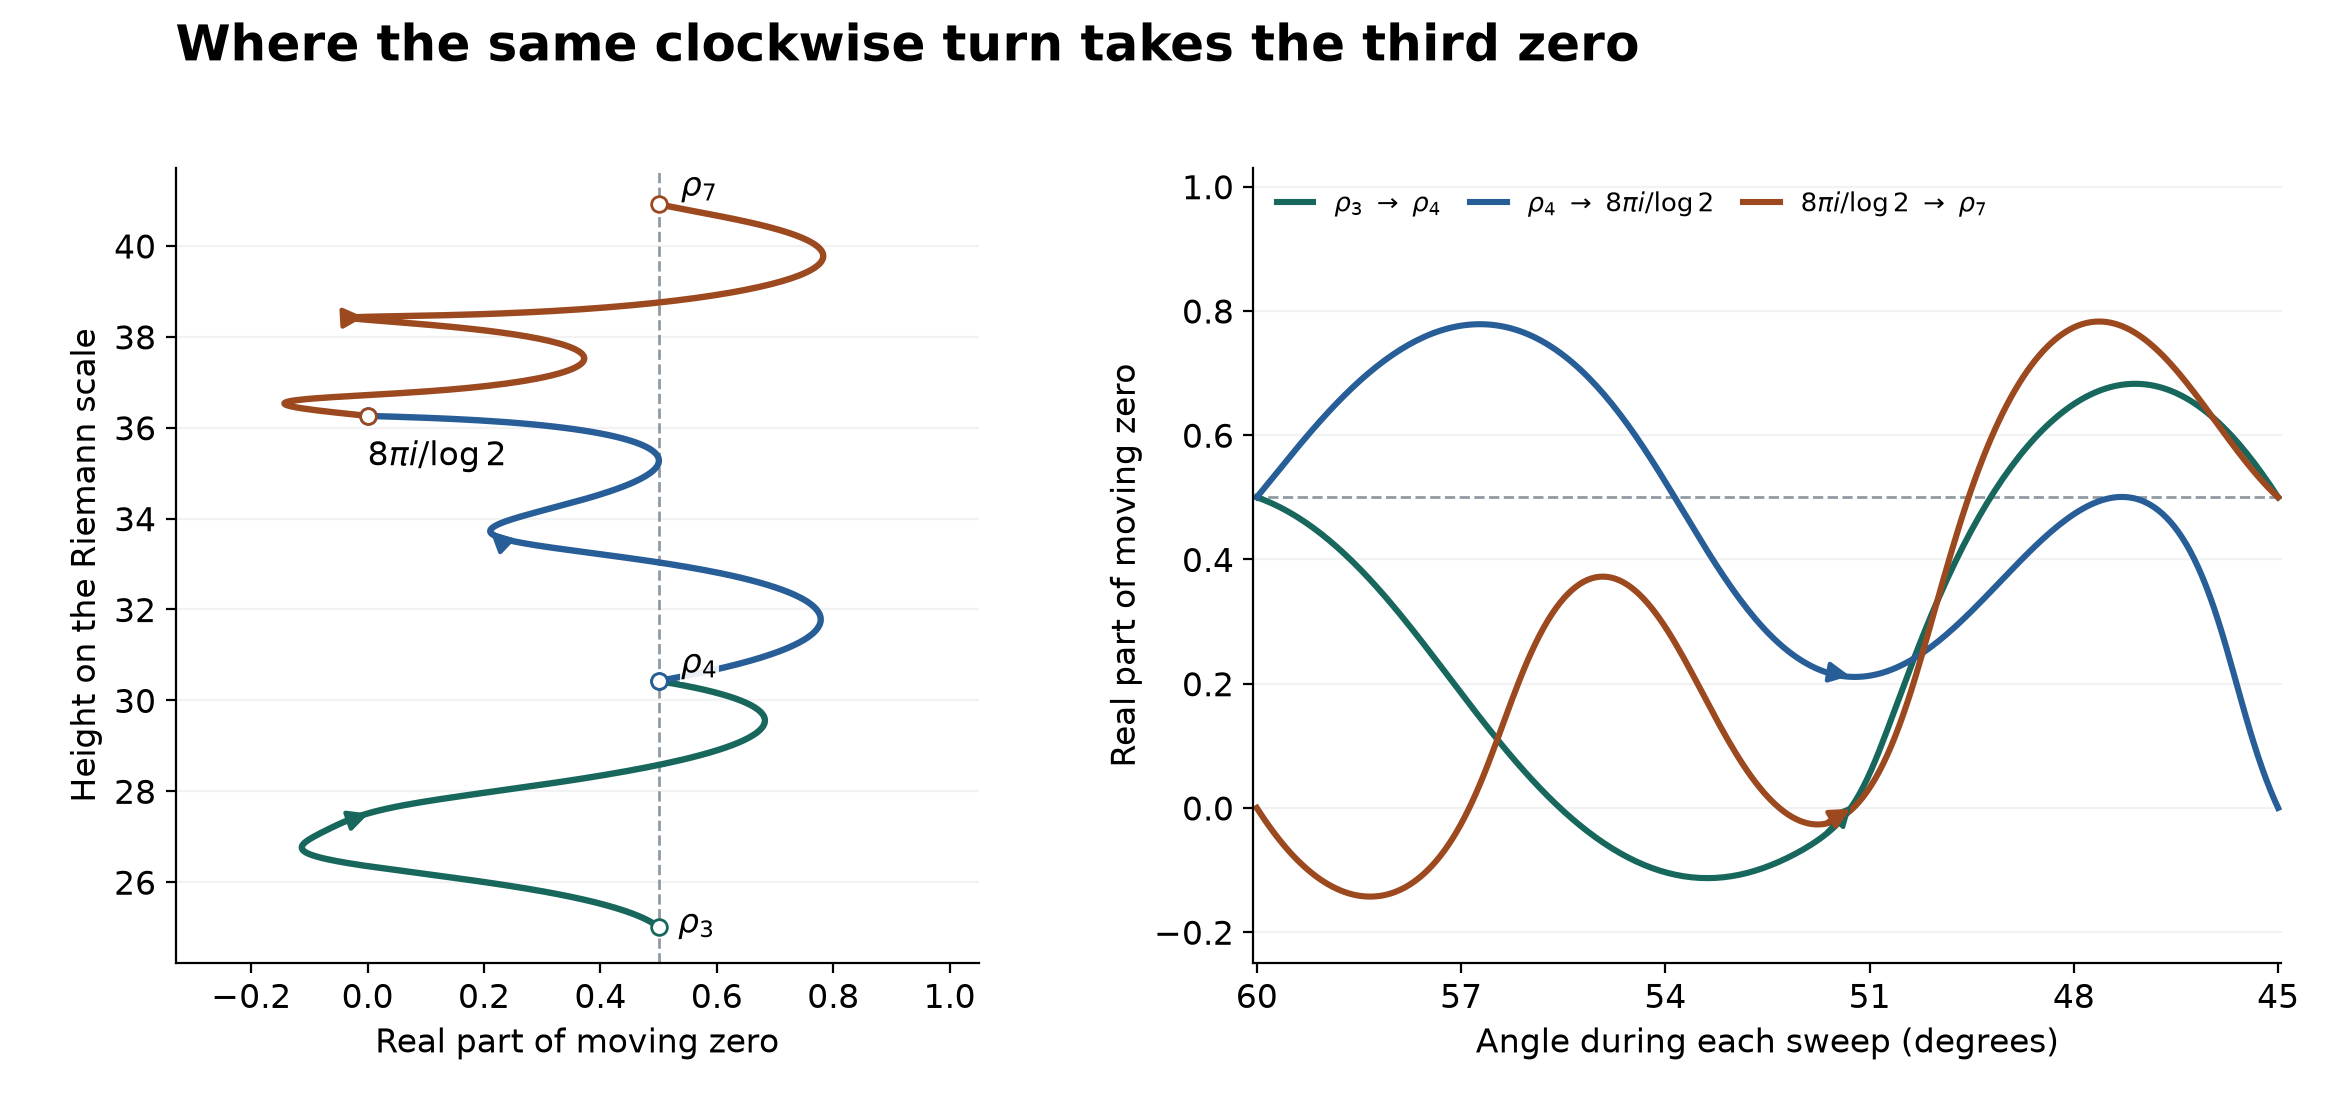 Where the same clockwise turn takes the third zero
Height on the Riemann scale
40
38
36
34
32
30
28
26
ρ₇
8πi/log 2
ρ₄
ρ₃
−0.2 0.0 0.2 0.4 0.6 0.8 1.0
Real part of moving zero
Real part of moving zero
1.0
0.8
0.6
0.4
0.2
0.0
−0.2
ρ₃ → ρ₄ ρ₄ → 8πi/log 2 8πi/log 2 → ρ₇
60 57 54 51 48 45
Angle during each sweep (degrees)